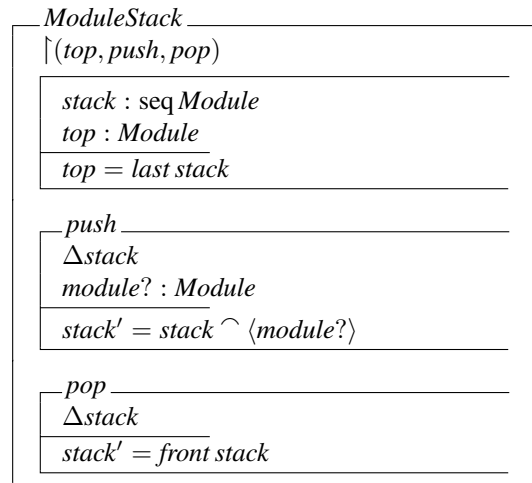 ModuleStack
↾(top, push, pop)
stack : seq Module
top : Module
top = last stack
push
Δstack
module? : Module
stack′ = stack ⌢ ⟨module?⟩
pop
Δstack
stack′ = front stack